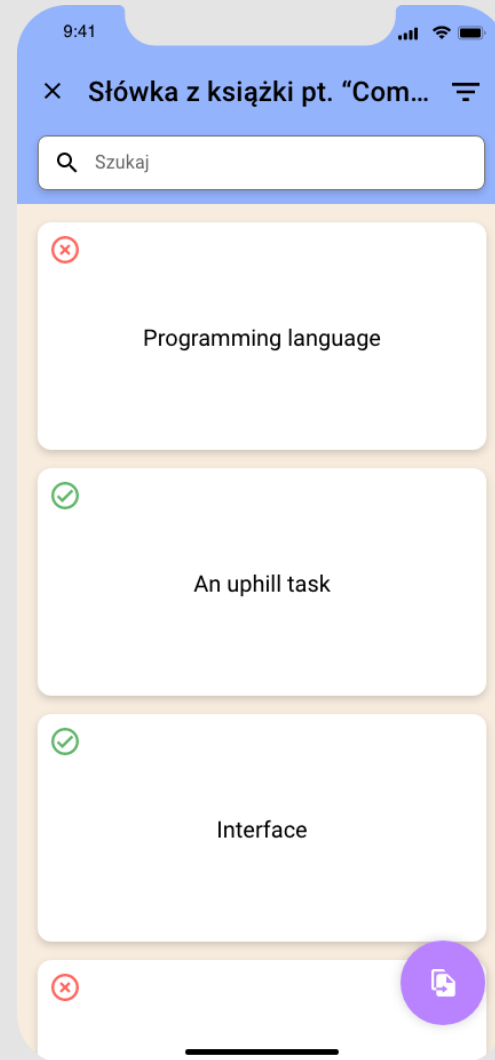 9:41
Słówka z książki pt. “Com...
Szukaj
Programming language
An uphill task
Interface